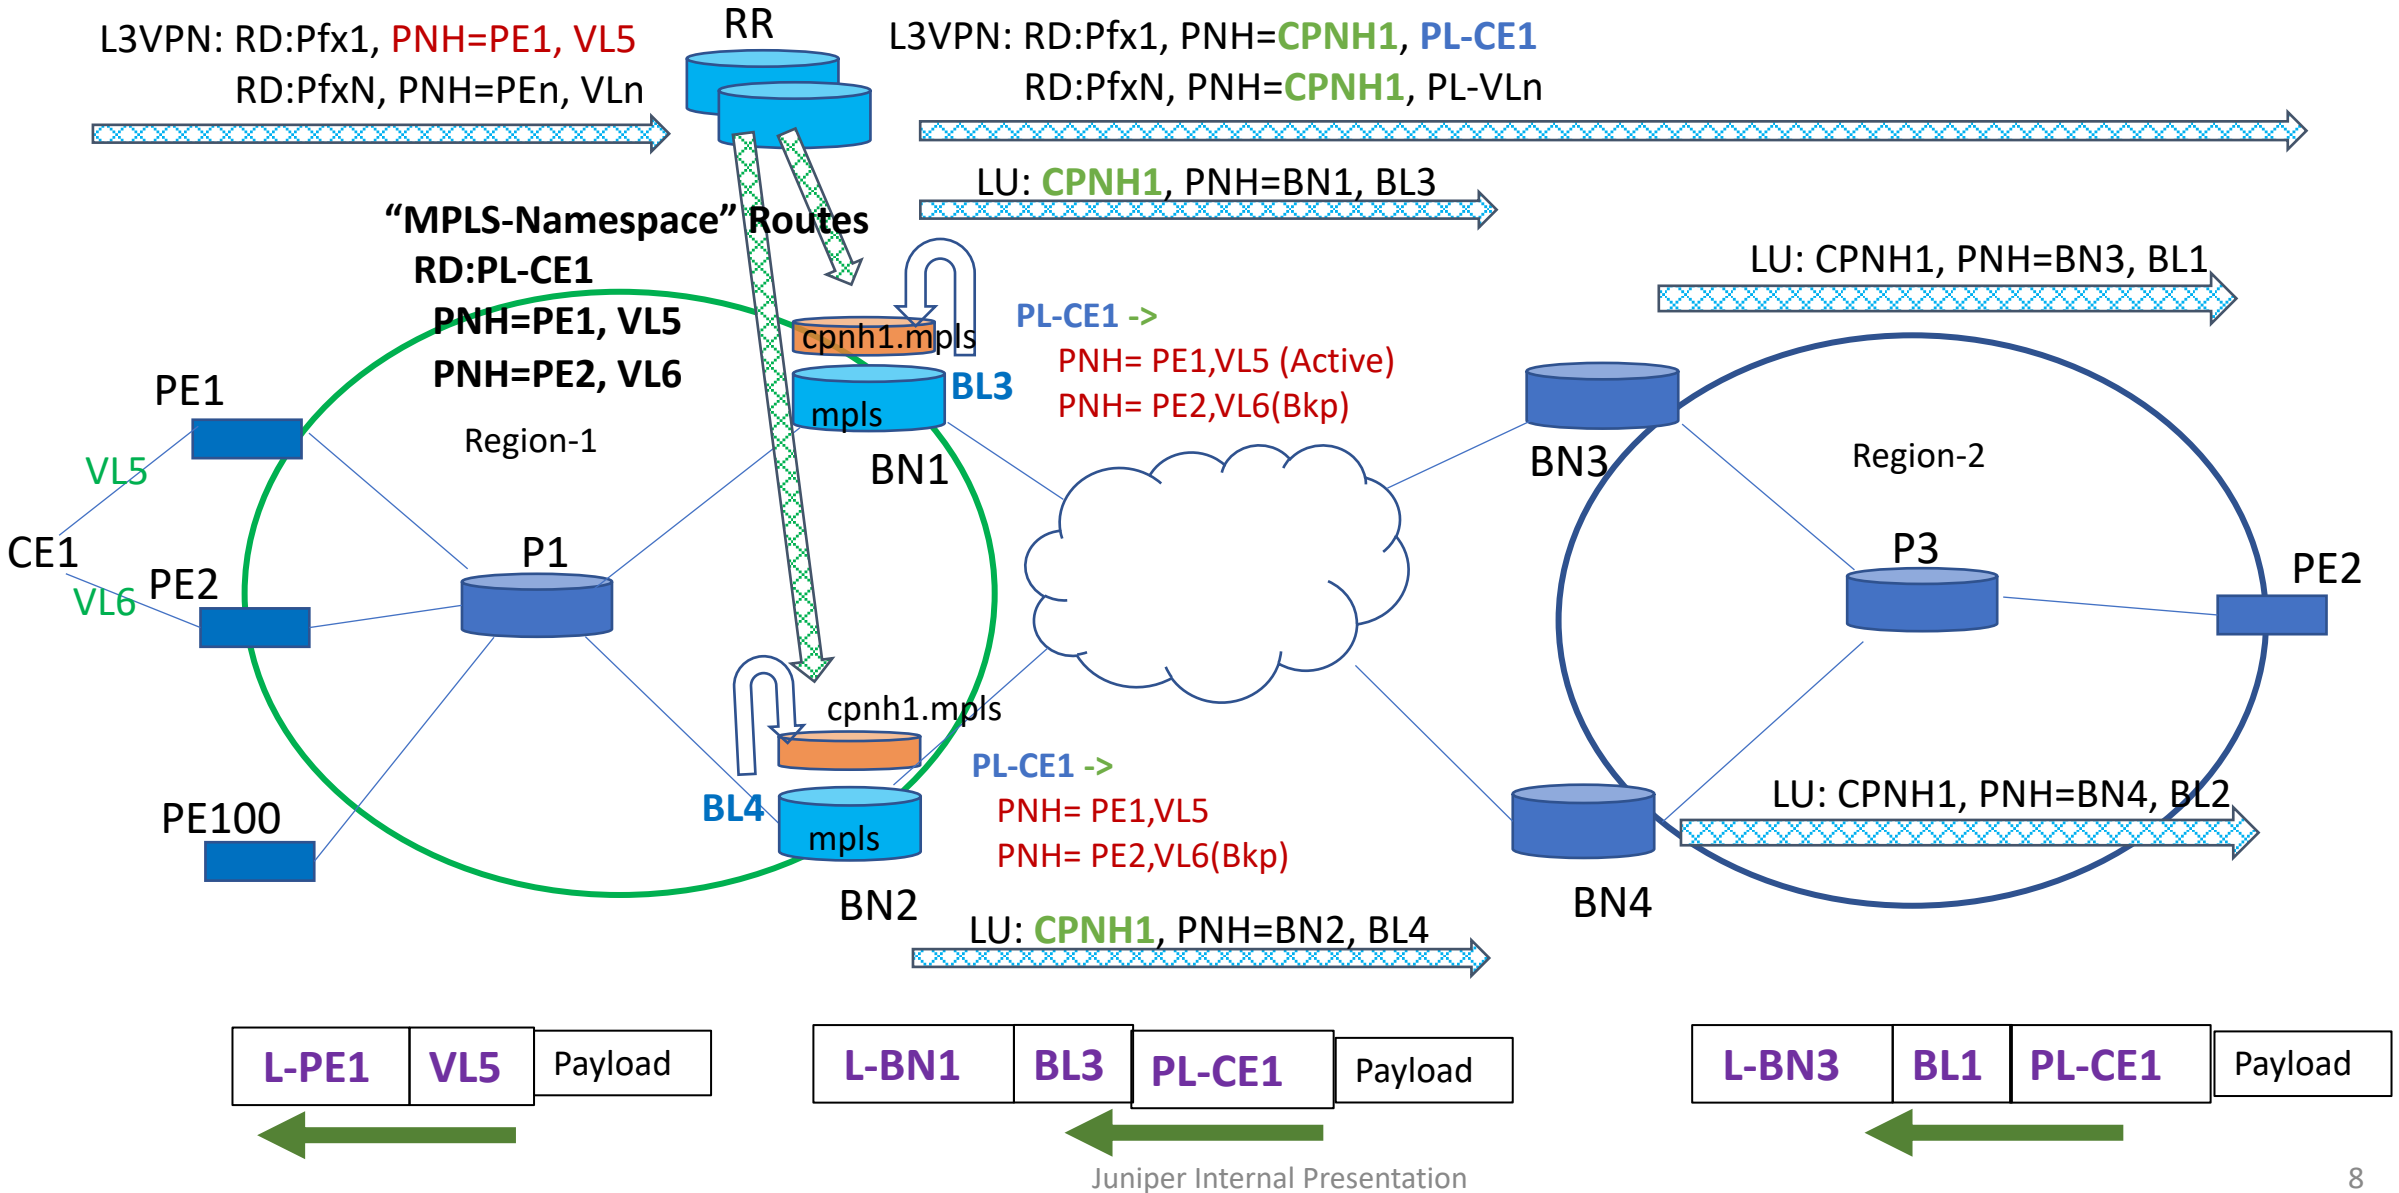 L3VPN: RD:Pfx1, PNH=PE1, VL5
RD:PfxN, PNH=PEn, VLn
RR
L3VPN: RD:Pfx1, PNH=CPNH1, PL-CE1
RD:PfxN, PNH=CPNH1, PL-VLn
LU: CPNH1, PNH=BN1, BL3
“MPLS-Namespace” Routes
RD:PL-CE1
PNH=PE1, VL5
PNH=PE2, VL6
LU: CPNH1, PNH=BN3, BL1
cpnh1.mpls
BL3
mpls
BN1
PL-CE1 ->
PNH= PE1,VL5 (Active)
PNH= PE2,VL6(Bkp)
PE1
Region-1
VL5
CE1
PE2
VL6
P1
BN3
Region-2
P3
PE2
cpnh1.mpls
BL4
mpls
BN2
PL-CE1 ->
PNH= PE1,VL5
PNH= PE2,VL6(Bkp)
PE100
LU: CPNH1, PNH=BN4, BL2
BN4
LU: CPNH1, PNH=BN2, BL4
L-PE1 VL5 Payload
L-BN1 BL3 PL-CE1 Payload
L-BN3 BL1 PL-CE1 Payload
Juniper Internal Presentation
8